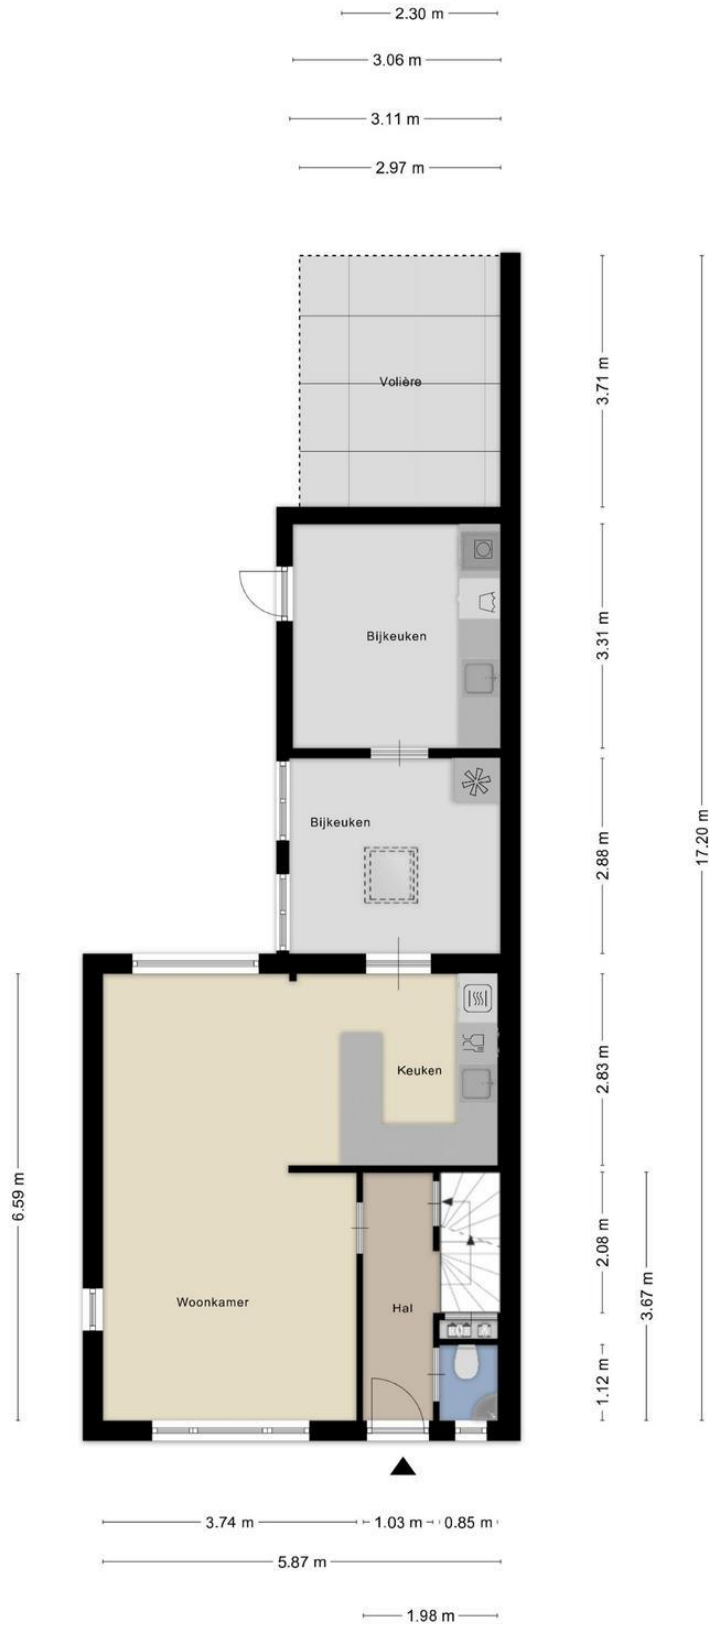 2.30 m
3.06 m
3.11 m
2.97 m
Volière
3.71 m
Bijkeuken
3.31 m
17.20 m
Bijkeuken
2.88 m
Keuken
2.83 m
6.59 m
2.08 m
3.67 m
Woonkamer
Hal
1.12 m
3.74 m
1.03 m
0.85 m
5.87 m
1.98 m